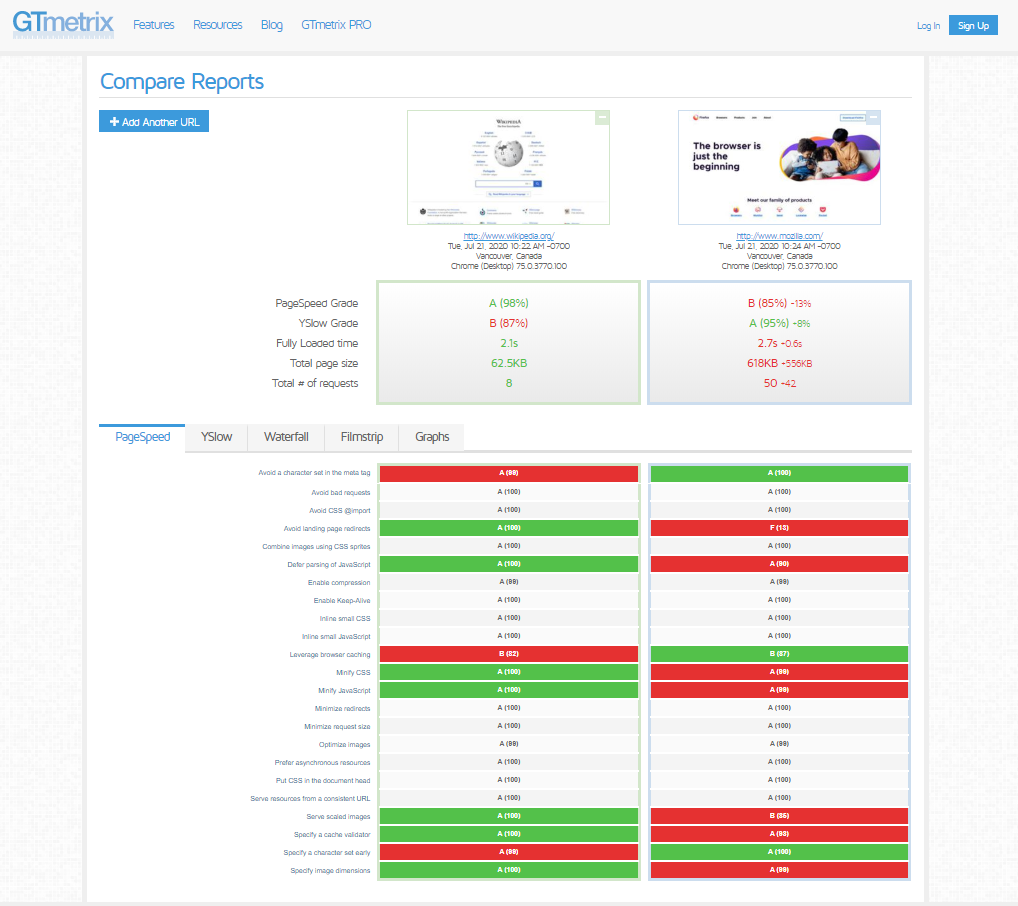 GTmetrix Features Resources Blog GTmetrix PRO Log In Sign Up
Compare Reports
+ Add Another URL
WIKIPEDIA
The browser is
just the
beginning
Meet our family of products
http://www.wikipedia.org/ http://www.mozilla.com/
Tue, Jul 21, 2020 10:22 AM -0700 Tue, Jul 21, 2020 10:24 AM -0700
Vancouver, Canada Vancouver, Canada
Chrome (Desktop) 75.0.3770.100 Chrome (Desktop) 75.0.3770.100
PageSpeed Grade A (98%) B (85%) -13%
YSlow Grade B (87%) A (95%) +8%
Fully Loaded time 2.1s 2.7s +0.6s
Total page size 62.5KB 618KB +556KB
Total # of requests 8 50 +42
PageSpeed YSlow Waterfall Filmstrip Graphs
Avoid a character set in the meta tag A (99) A (100)
Avoid bad requests A (100) A (100)
Avoid CSS @import A (100) A (100)
Avoid landing page redirects A (100) F (13)
Combine images using CSS sprites A (100) A (100)
Defer parsing of JavaScript A (100) A (90)
Enable compression A (99) A (99)
Enable Keep-Alive A (100) A (100)
Inline small CSS A (100) A (100)
Inline small JavaScript A (100) A (100)
Leverage browser caching B (82) B (87)
Minify CSS A (100) A (99)
Minify JavaScript A (100) A (99)
Minimize redirects A (100) A (100)
Minimize request size A (100) A (100)
Optimize images A (99) A (99)
Prefer asynchronous resources A (100) A (100)
Put CSS in the document head A (100) A (100)
Serve resources from a consistent URL A (100) A (100)
Serve scaled images A (100) B (85)
Specify a cache validator A (100) A (93)
Specify a character set early A (99) A (100)
Specify image dimensions A (100) A (99)